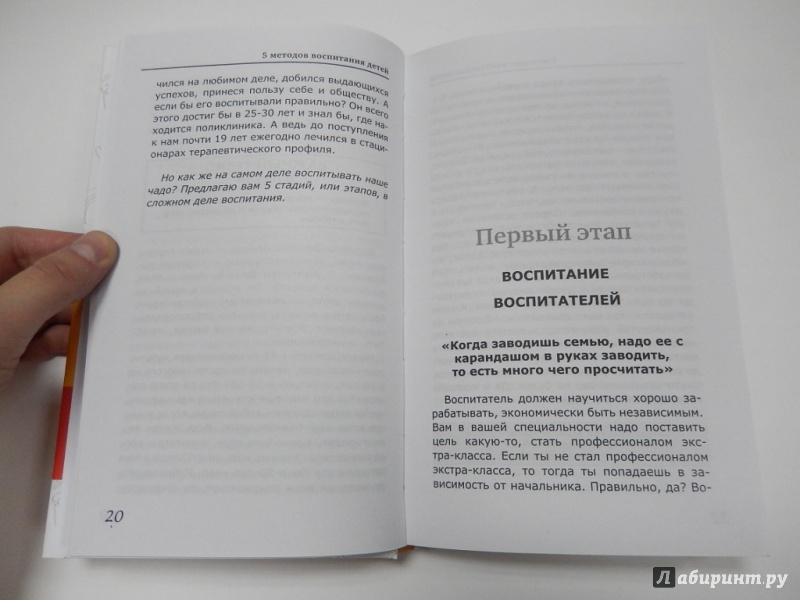 5 методов воспитания детей
чился на любимом деле, добился выдающихся
успехов, принеся пользу себе и обществу. А
если бы его воспитывали правильно? Он всего
этого достиг бы в 25-30 лет и знал бы, где на-
ходится поликлиника. А ведь до поступления
к нам почти 19 лет ежегодно лечился в стаци-
онарах терапевтического профиля.
Но как же на самом деле воспитывать наше
чадо? Предлагаю вам 5 стадий, или этапов, в
сложном деле воспитания.
20
Первый этап
ВОСПИТАНИЕ
ВОСПИТАТЕЛЕЙ
«Когда заводишь семью, надо ее с
карандашом в руках заводить,
то есть много чего просчитать»
Воспитатель должен научиться хорошо за-
рабатывать, экономически быть независимым.
Вам в вашей специальности надо поставить
цель какую-то, стать профессионалом экс-
тра-класса. Если ты не стал профессионалом
экстра-класса, то тогда ты попадаешь в за-
висимость от начальника. Правильно, да? Во-
Лабиринт.ру